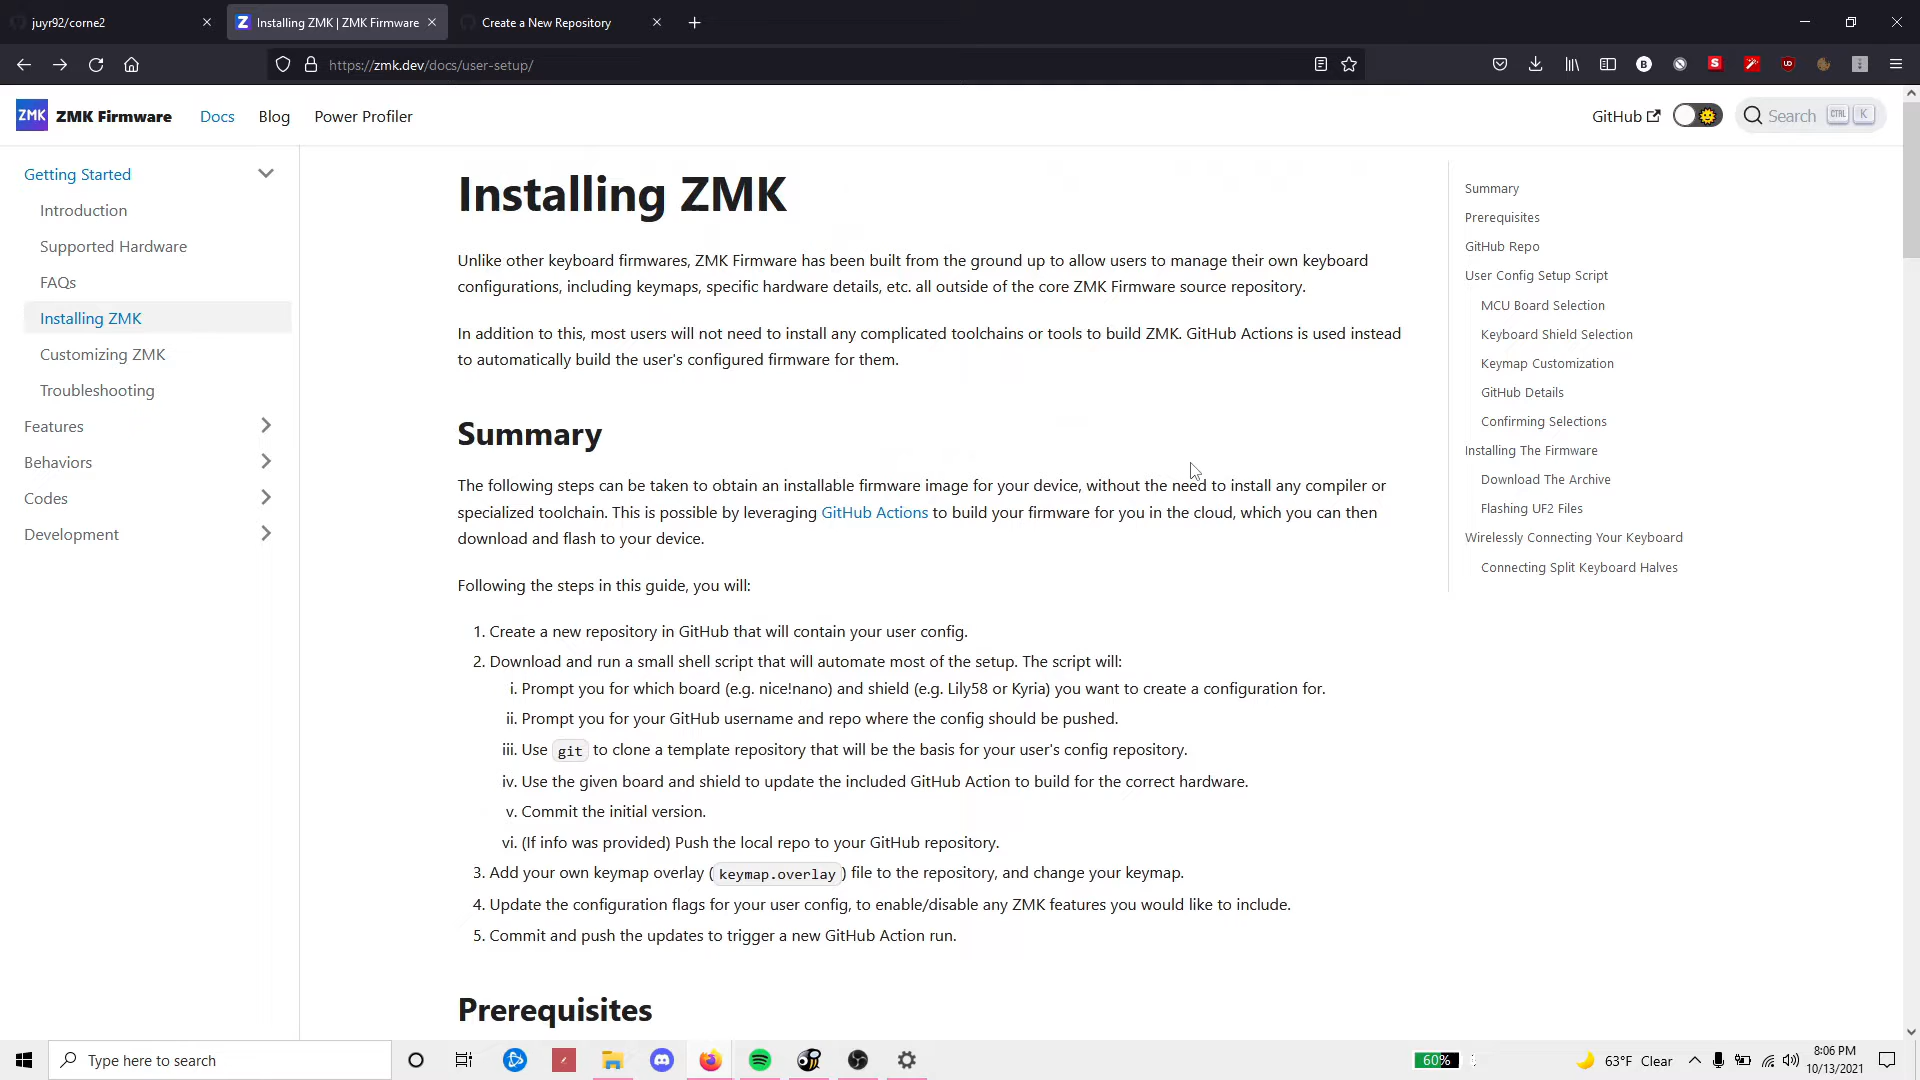 juyr92/corne2
Installing ZMK | ZMK Firmware
Create a New Repository
https://zmk.dev/docs/user-setup/
ZMK ZMK Firmware Docs Blog Power Profiler GitHub Search CTRL K
Getting Started
Introduction
Supported Hardware
FAQs
Installing ZMK
Customizing ZMK
Troubleshooting
Features
Behaviors
Codes
Development
Installing ZMK
Unlike other keyboard firmwares, ZMK Firmware has been built from the ground up to allow users to manage their own keyboard
configurations, including keymaps, specific hardware details, etc. all outside of the core ZMK Firmware source repository.
In addition to this, most users will not need to install any complicated toolchains or tools to build ZMK. GitHub Actions is used instead
to automatically build the user's configured firmware for them.
Summary
The following steps can be taken to obtain an installable firmware image for your device, without the need to install any compiler or
specialized toolchain. This is possible by leveraging GitHub Actions to build your firmware for you in the cloud, which you can then
download and flash to your device.
Following the steps in this guide, you will:
1. Create a new repository in GitHub that will contain your user config.
2. Download and run a small shell script that will automate most of the setup. The script will:
i. Prompt you for which board (e.g. nice!nano) and shield (e.g. Lily58 or Kyria) you want to create a configuration for.
ii. Prompt you for your GitHub username and repo where the config should be pushed.
iii. Use git to clone a template repository that will be the basis for your user's config repository.
iv. Use the given board and shield to update the included GitHub Action to build for the correct hardware.
v. Commit the initial version.
vi. (If info was provided) Push the local repo to your GitHub repository.
3. Add your own keymap overlay (keymap.overlay) file to the repository, and change your keymap.
4. Update the configuration flags for your user config, to enable/disable any ZMK features you would like to include.
5. Commit and push the updates to trigger a new GitHub Action run.
Prerequisites
Summary
Prerequisites
GitHub Repo
User Config Setup Script
MCU Board Selection
Keyboard Shield Selection
Keymap Customization
GitHub Details
Confirming Selections
Installing The Firmware
Download The Archive
Flashing UF2 Files
Wirelessly Connecting Your Keyboard
Connecting Split Keyboard Halves
Type here to search
60%
63°F Clear
8:06 PM
10/13/2021